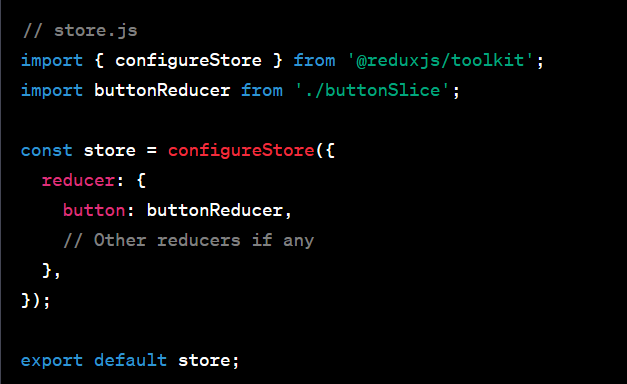 // store.js
import { configureStore } from '@reduxjs/toolkit';
import buttonReducer from './buttonSlice';
const store = configureStore({
reducer: {
button: buttonReducer,
// Other reducers if any
},
});
export default store;